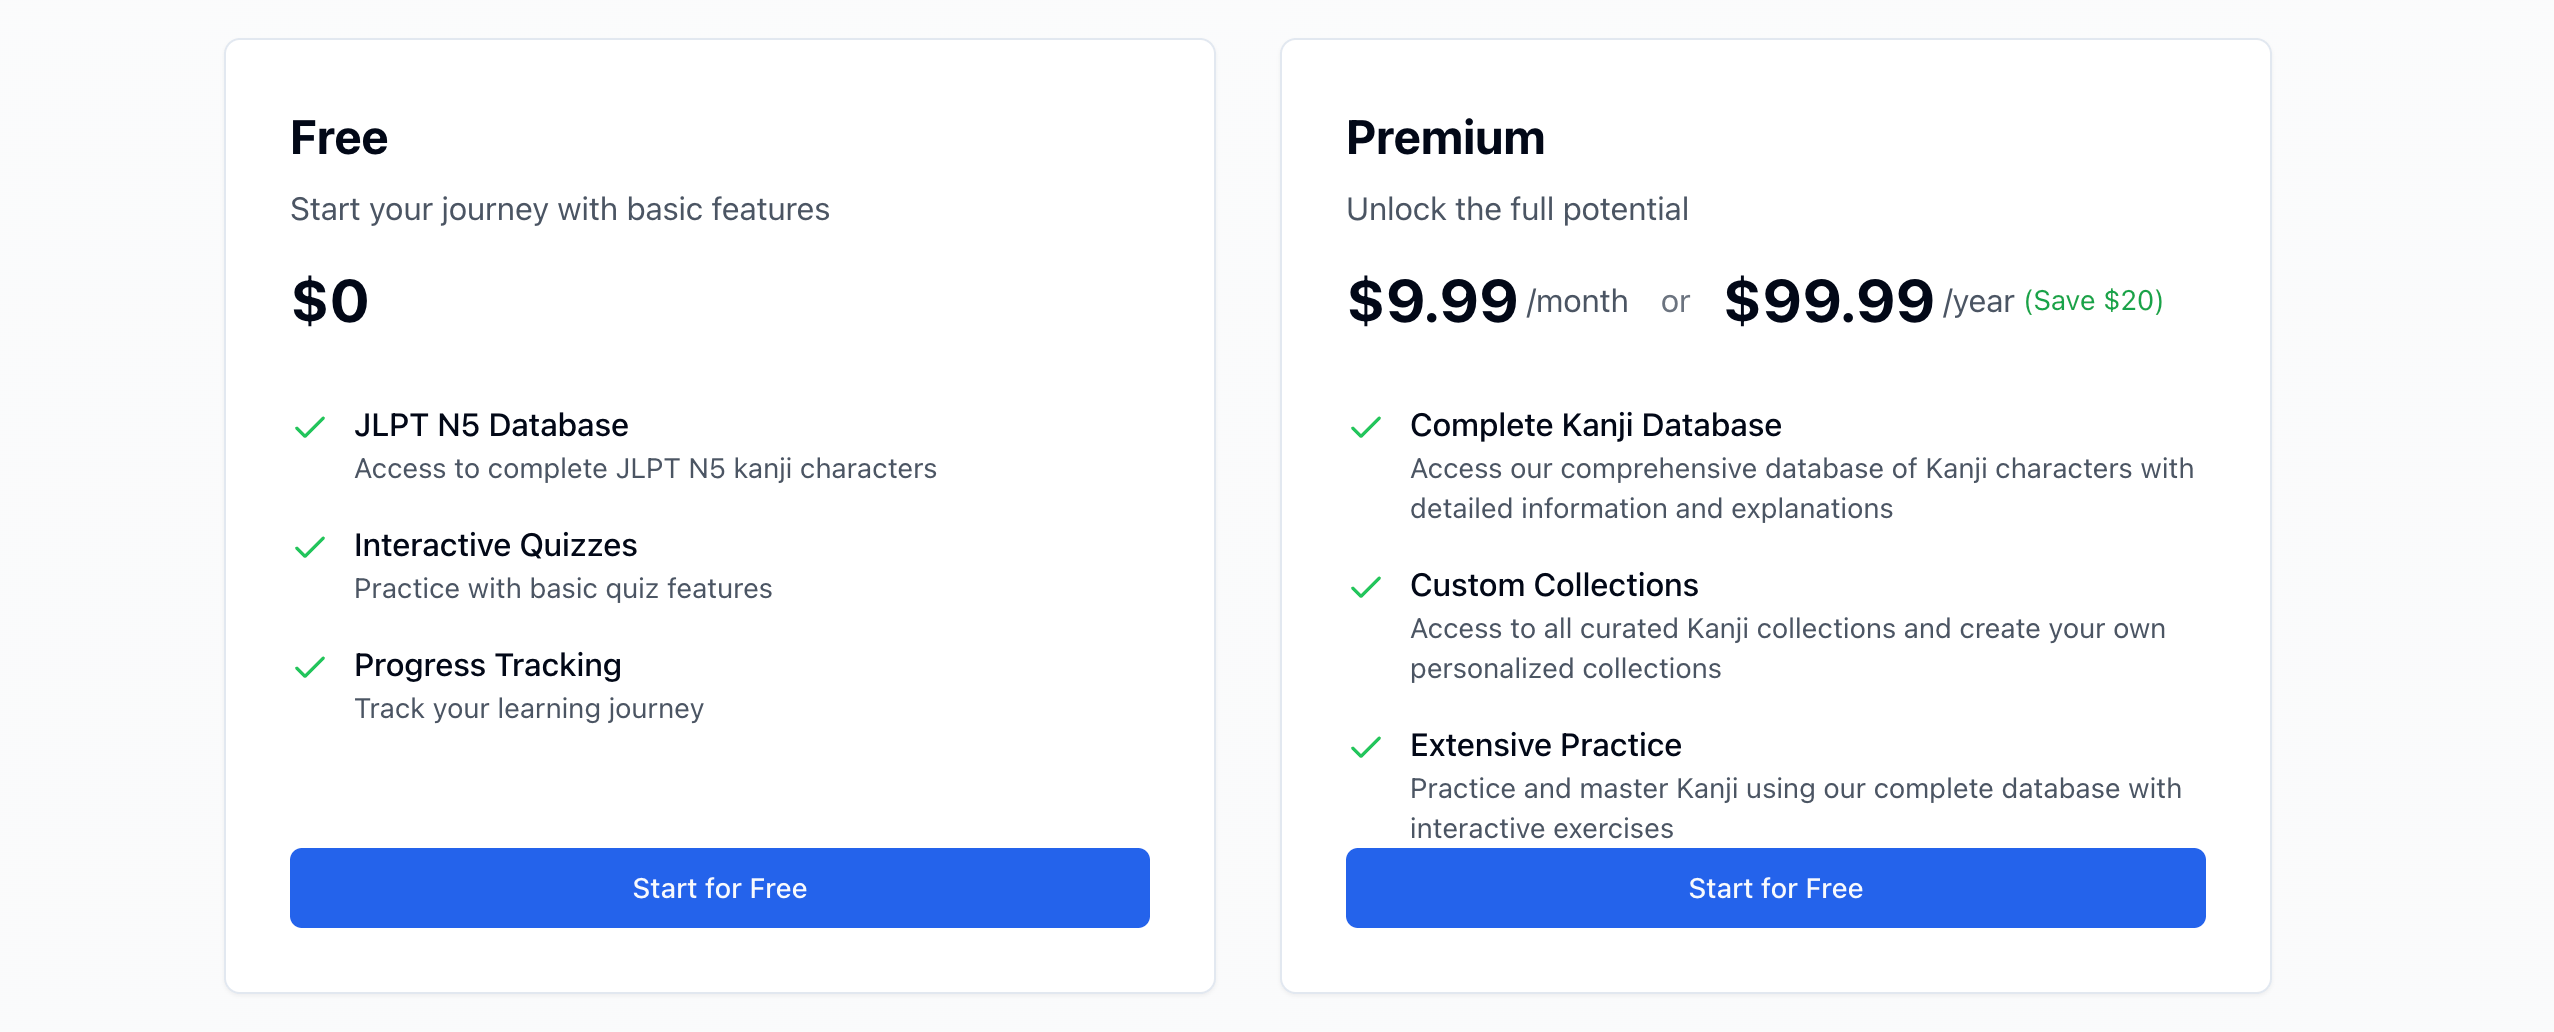 Free
Start your journey with basic features
$0
JLPT N5 Database
Access to complete JLPT N5 kanji characters
Interactive Quizzes
Practice with basic quiz features
Progress Tracking
Track your learning journey
Start for Free
Premium
Unlock the full potential
$9.99 /month or $99.99 /year (Save $20)
Complete Kanji Database
Access our comprehensive database of Kanji characters with
detailed information and explanations
Custom Collections
Access to all curated Kanji collections and create your own
personalized collections
Extensive Practice
Practice and master Kanji using our complete database with
interactive exercises
Start for Free